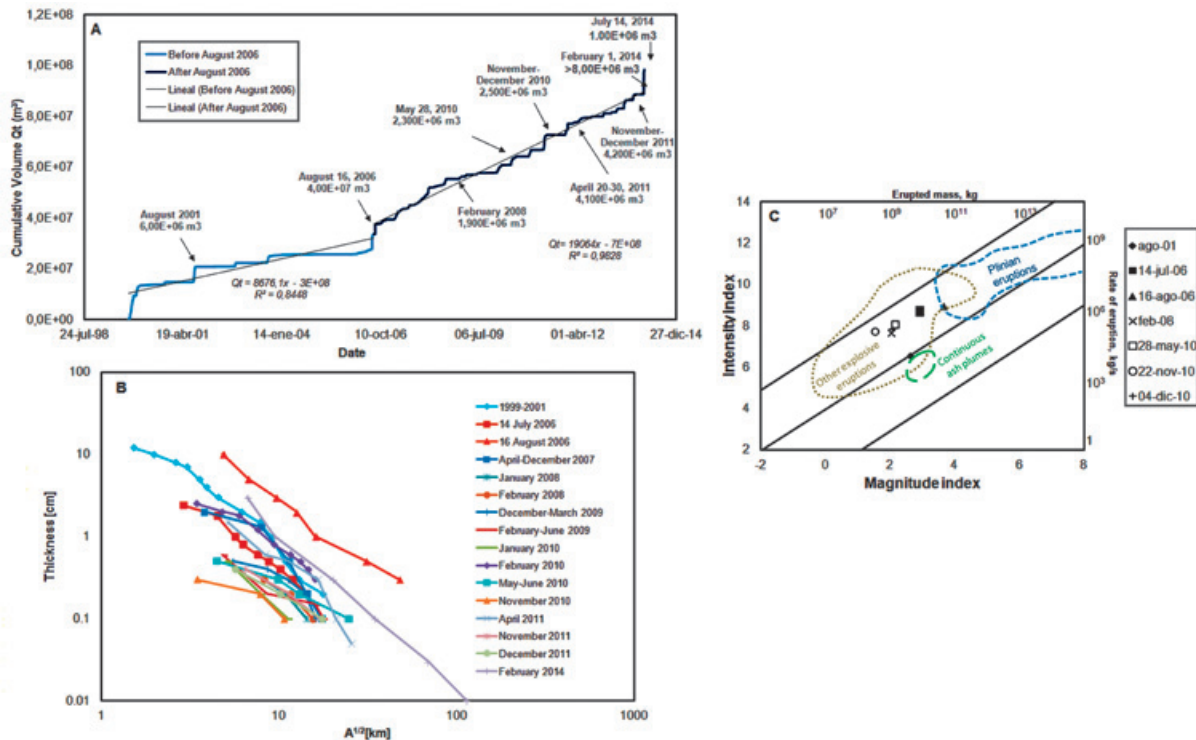 A
1,2E+08
1,0E+08
8,0E+07
6,0E+07
4,0E+07
2,0E+07
0,0E+00
Cumulative Volume Qt (m³)
Before August 2006
After August 2006
Lineal (Before August 2006)
Lineal (After August 2006)
August 2001
6,00E+06 m3
August 16, 2006
4,00E+07 m3
May 28, 2010
2,300E+06 m3
November-
December 2010
2,500E+06 m3
July 14, 2014
1.00E+06 m3
February 1, 2014
>8,00E+06 m3
November-
December 2011
4,200E+06 m3
April 20-30, 2011
4,100E+06 m3
February 2008
1,900E+06 m3
Qt = 8676,1x - 3E+08
R² = 0,8448
Qt= 19064x - 7E+08
R² = 0,9828
24-jul-98
19-abr-01
14-ene-04
10-oct-06
06-jul-09
01-abr-12
27-dic-14
Date
B
100
10
1
0.1
0.01
Thickness [cm]
1999-2001
14 July 2006
16 August 2006
April-December 2007
January 2008
February 2008
December-March 2009
February-June 2009
January 2010
February 2010
May-June 2010
November 2010
April 2011
November 2011
December 2011
February 2014
1
10
100
1000
A1/2[km]
C
Erupted mass, kg
10⁷
10⁹
10¹¹
10¹³
14
12
10
8
6
4
2
Intensity index
Plinian
eruptions
Other explosive
eruptions
Continuous
ash plumes
10⁹
10⁶
10³
1
Rate of eruption, kg/s
-2
0
2
4
6
8
Magnitude index
ago-01
14-jul-06
16-ago-06
feb-08
28-may-10
22-nov-10
04-dic-10